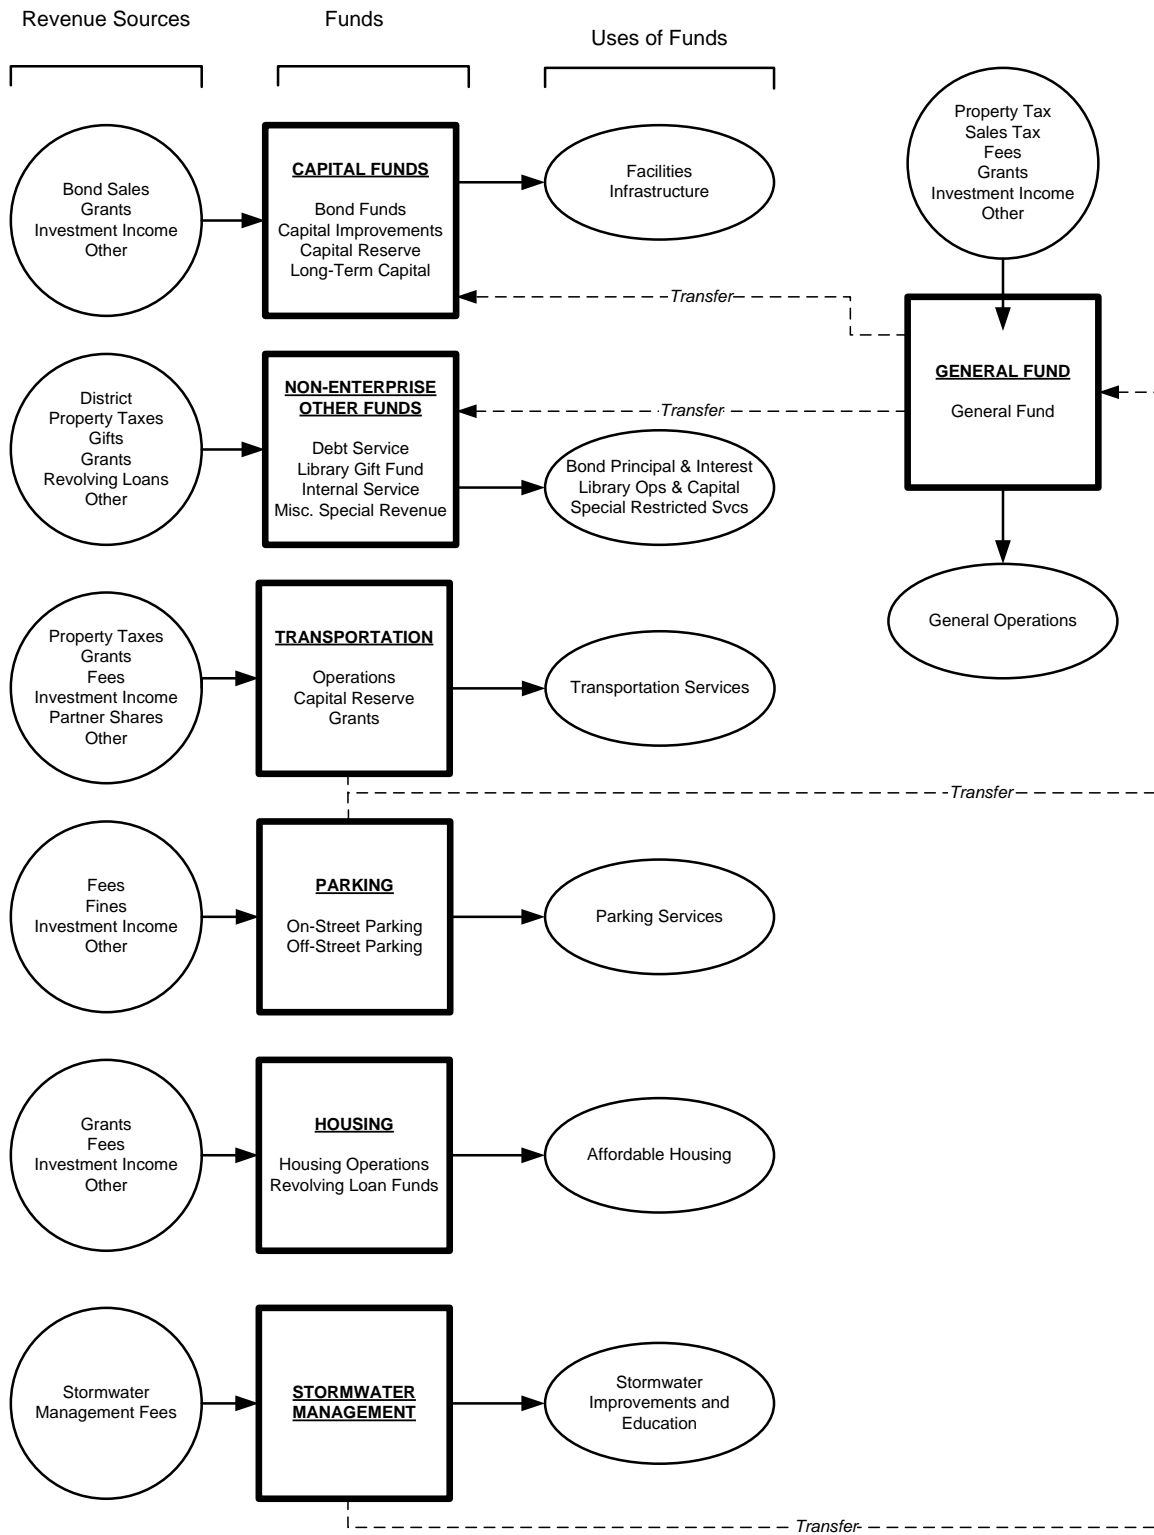 Revenue Sources
Funds
Uses of Funds
Bond Sales
Grants
Investment Income
Other
CAPITAL FUNDS
Bond Funds
Capital Improvements
Capital Reserve
Long-Term Capital
Facilities
Infrastructure
Property Tax
Sales Tax
Fees
Grants
Investment Income
Other
Transfer
GENERAL FUND
General Fund
District
Property Taxes
Gifts
Grants
Revolving Loans
Other
NON-ENTERPRISE
OTHER FUNDS
Debt Service
Library Gift Fund
Internal Service
Misc. Special Revenue
Transfer
Bond Principal & Interest
Library Ops & Capital
Special Restricted Svcs
General Operations
Property Taxes
Grants
Fees
Investment Income
Partner Shares
Other
TRANSPORTATION
Operations
Capital Reserve
Grants
Transportation Services
Transfer
Fees
Fines
Investment Income
Other
PARKING
On-Street Parking
Off-Street Parking
Parking Services
Grants
Fees
Investment Income
Other
HOUSING
Housing Operations
Revolving Loan Funds
Affordable Housing
Stormwater
Management Fees
STORMWATER
MANAGEMENT
Stormwater
Improvements and
Education
Transfer